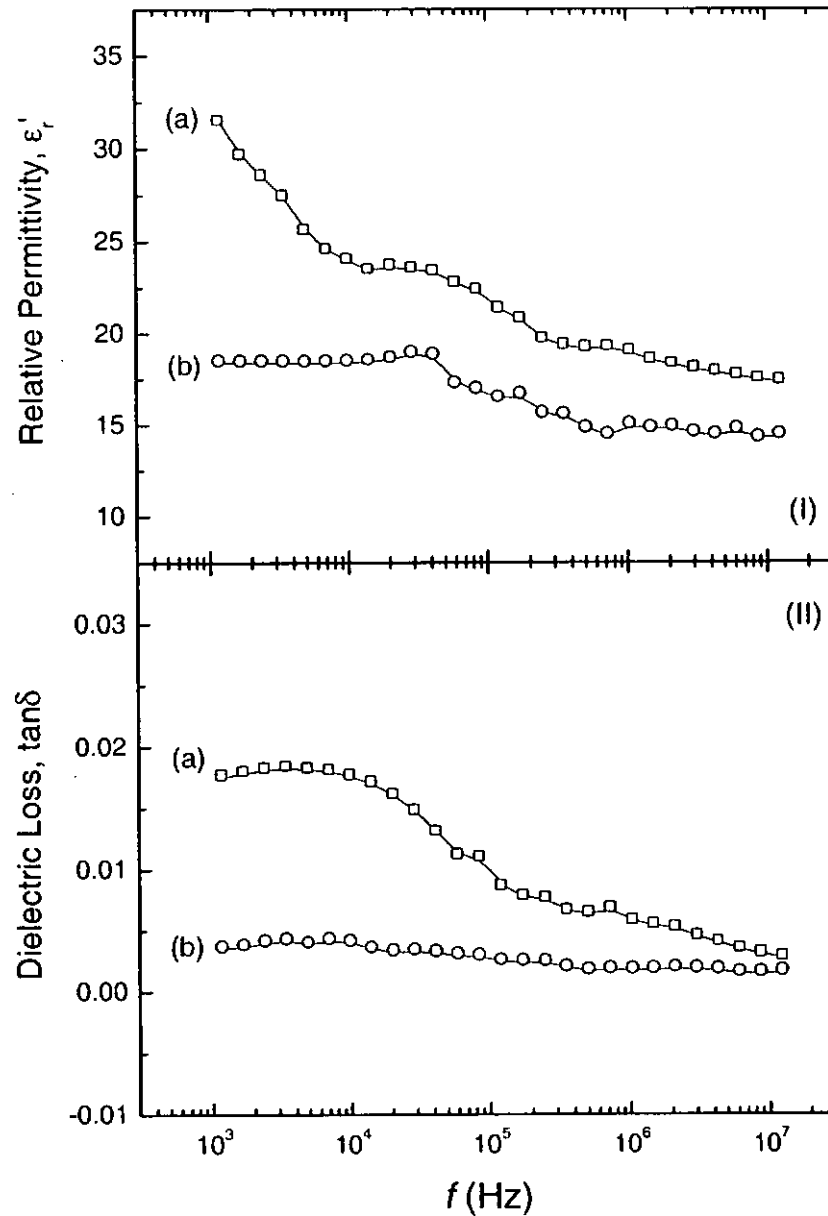 35
30
25
20
15
10
Relative Permittivity, ε′r
(a)
(b)
(I)
0.03
0.02
0.01
0.00
-0.01
Dielectric Loss, tanδ
(a)
(b)
(II)
10³ 10⁴ 10⁵ 10⁶ 10⁷
f (Hz)